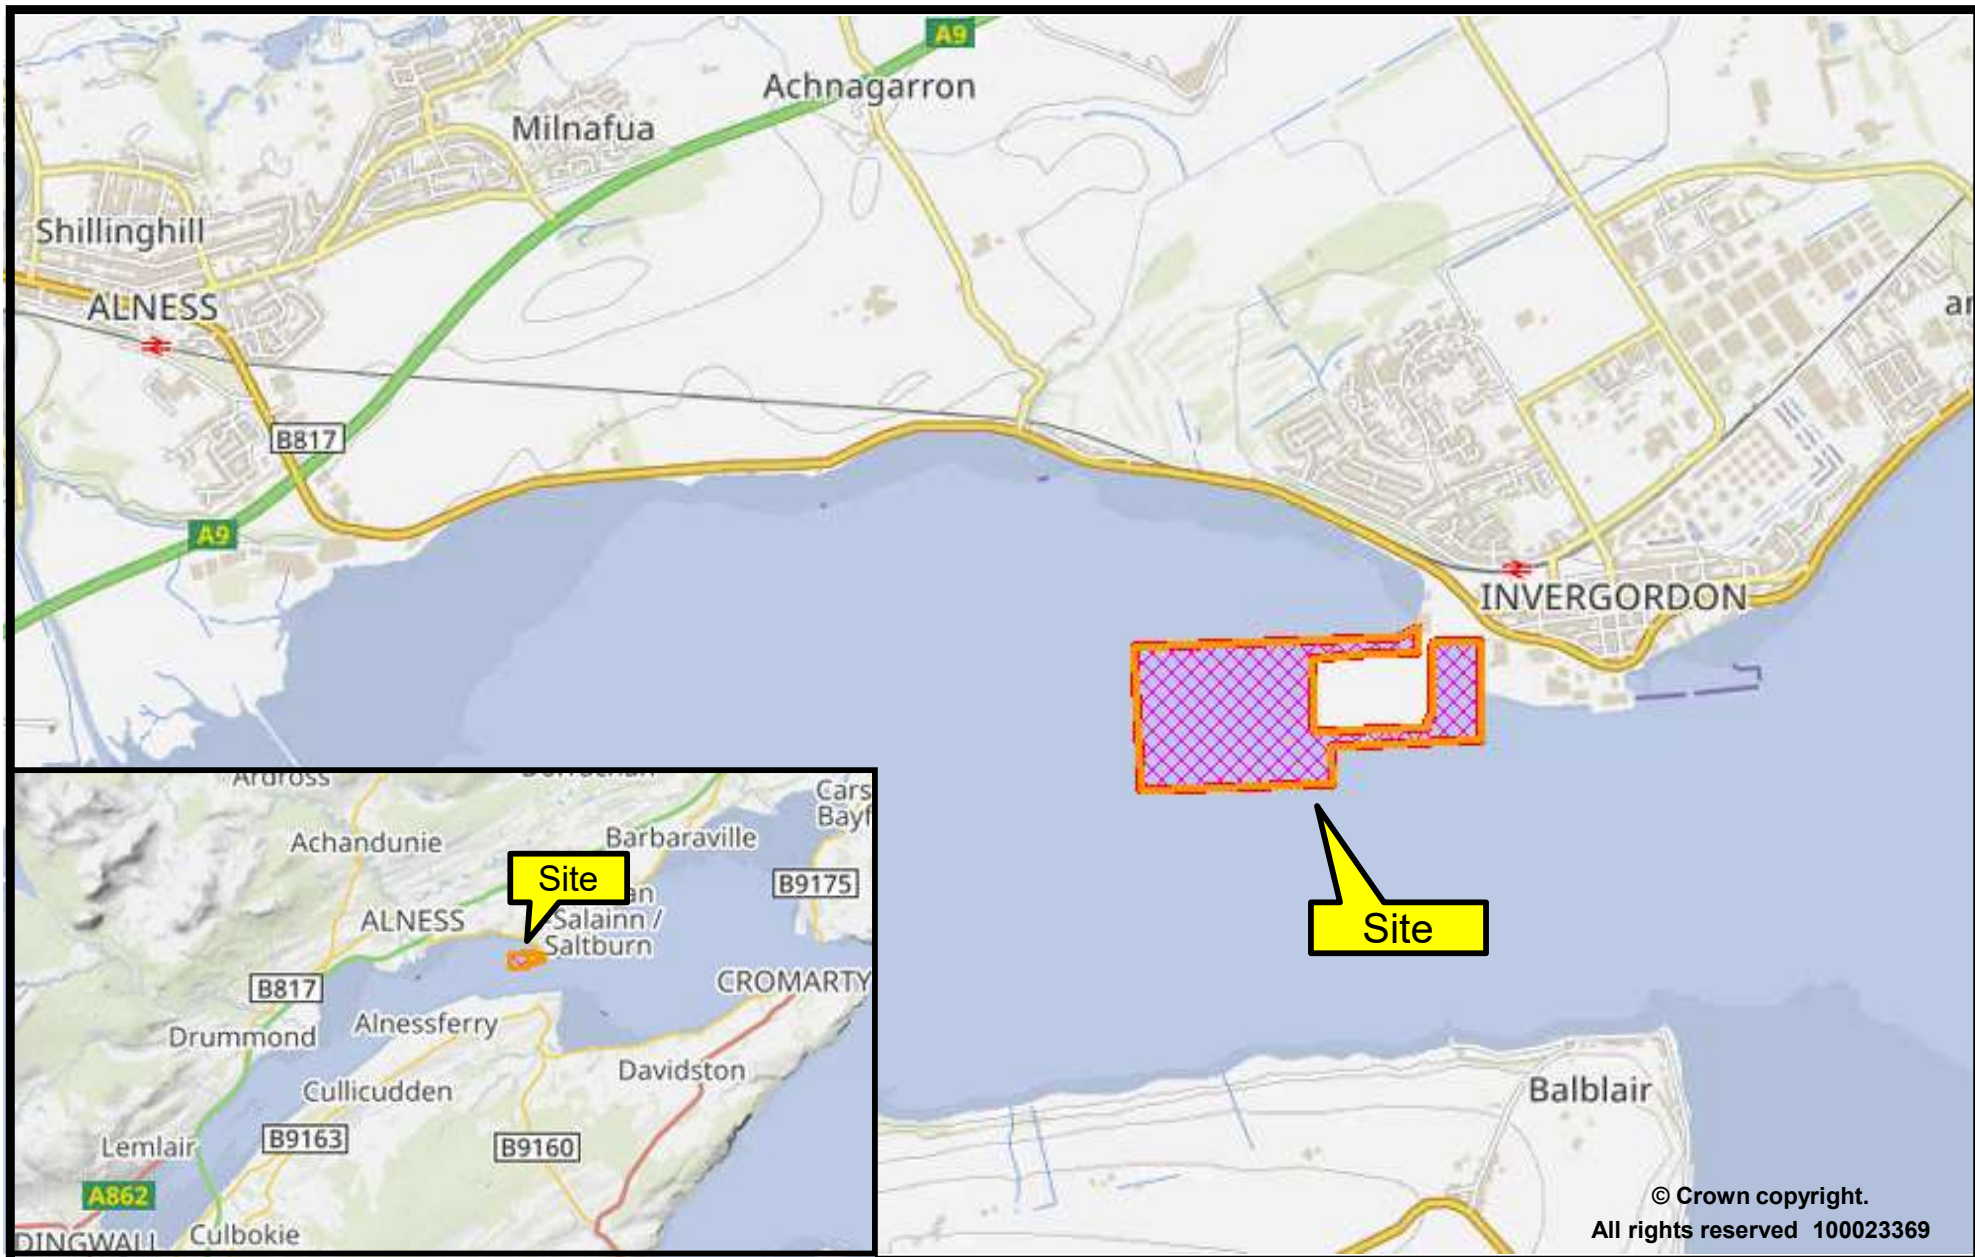 A9
Achnagarron
Milnafua
Shillinghill
ALNESS
B817
A9
INVERGORDON
Site
Balblair
© Crown copyright.
All rights reserved 100023369
Ardross
Cars
Bayf
Achandunie
Barbaraville
Site
B9175
an
Salainn /
Saltburn
ALNESS
CROMARTY
B817
Alnessferry
Drummond
Davidston
Cullicudden
B9163
B9160
Lemlair
A862
Culbokie
DINGWALL